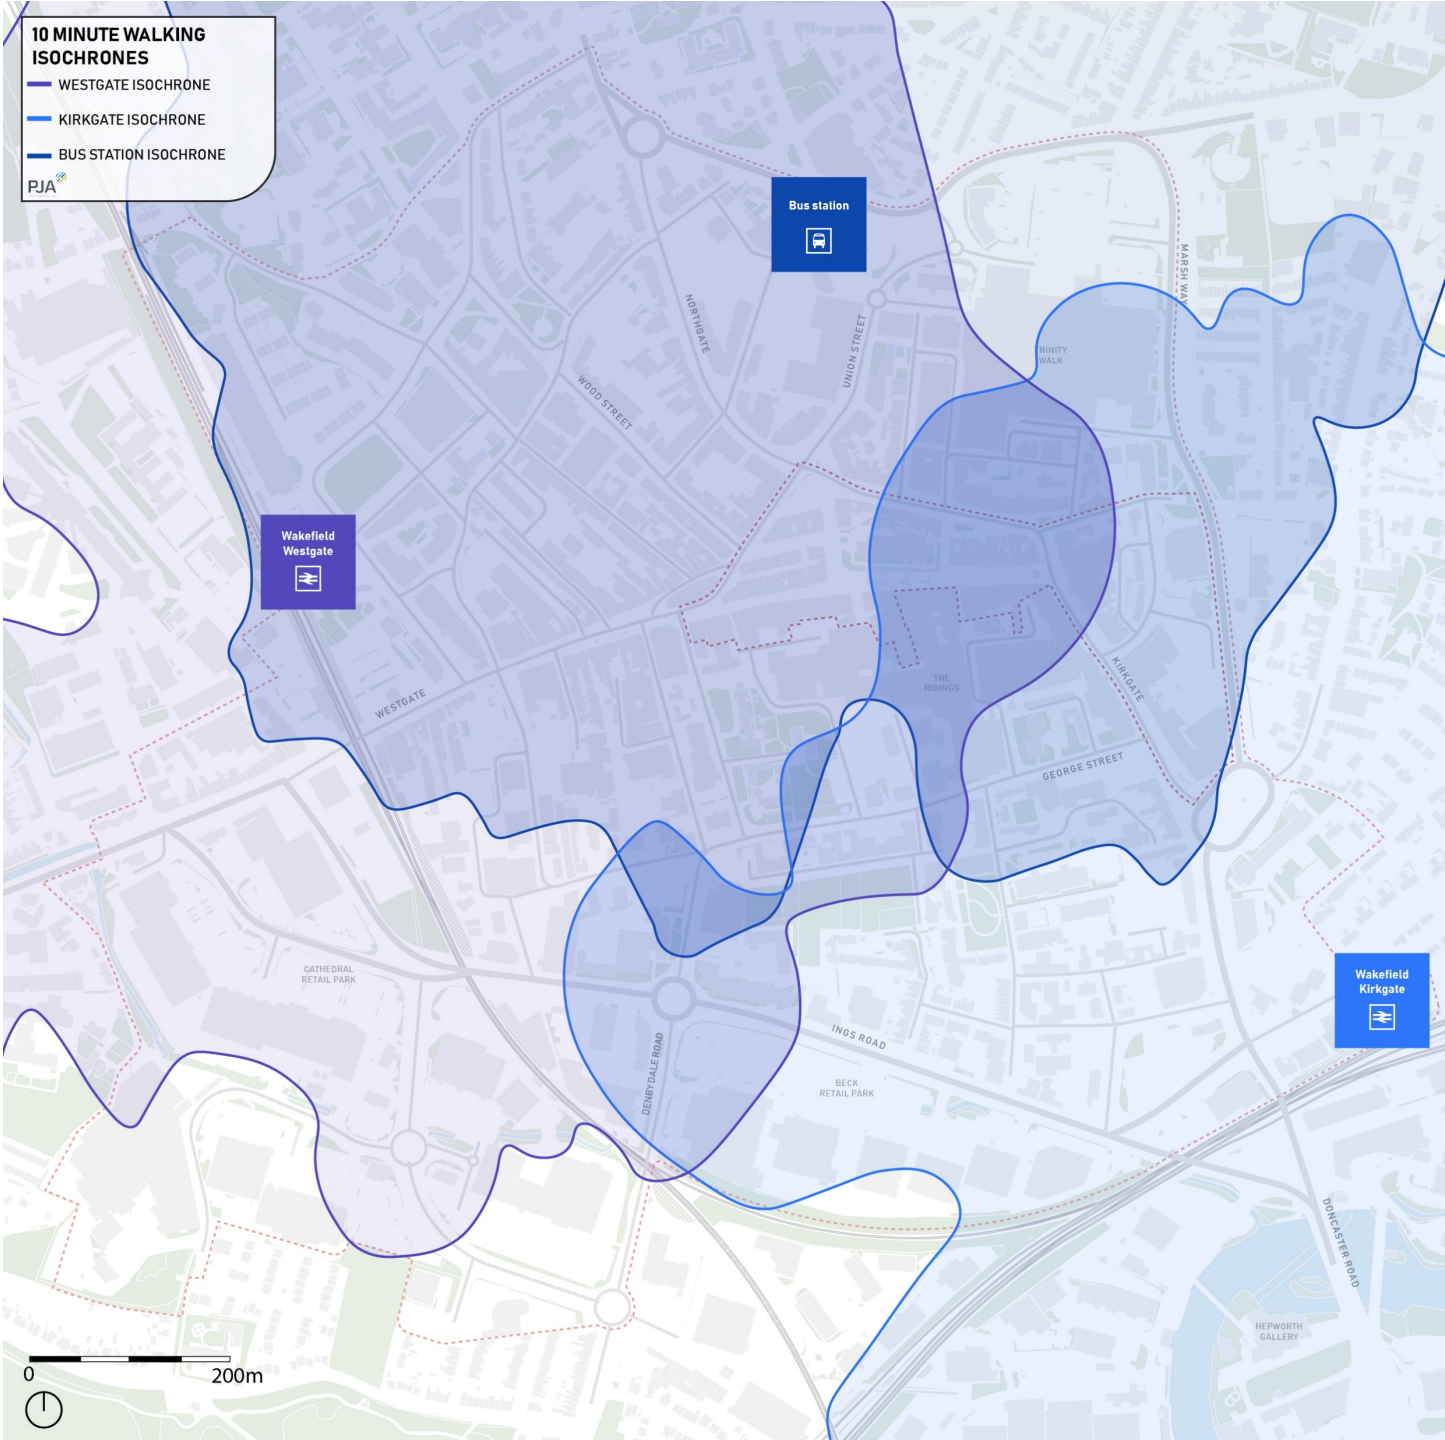 10 MINUTE WALKING
ISOCHRONES
WESTGATE ISOCHRONE
KIRKGATE ISOCHRONE
BUS STATION ISOCHRONE
PJA
Bus station
MARSH WAY
NORTHGATE
UNION STREET
RINITY
WALK
WOOD STREET
Wakefield
Westgate
THE
RIDINGS
KIRKGATE
WESTGATE
GEORGE STREET
CATHEDRAL
RETAIL PARK
Wakefield
Kirkgate
INGS ROAD
DENBY DALE ROAD
BECK
RETAIL PARK
DONCASTER ROAD
HEPWORTH
GALLERY
0
200m